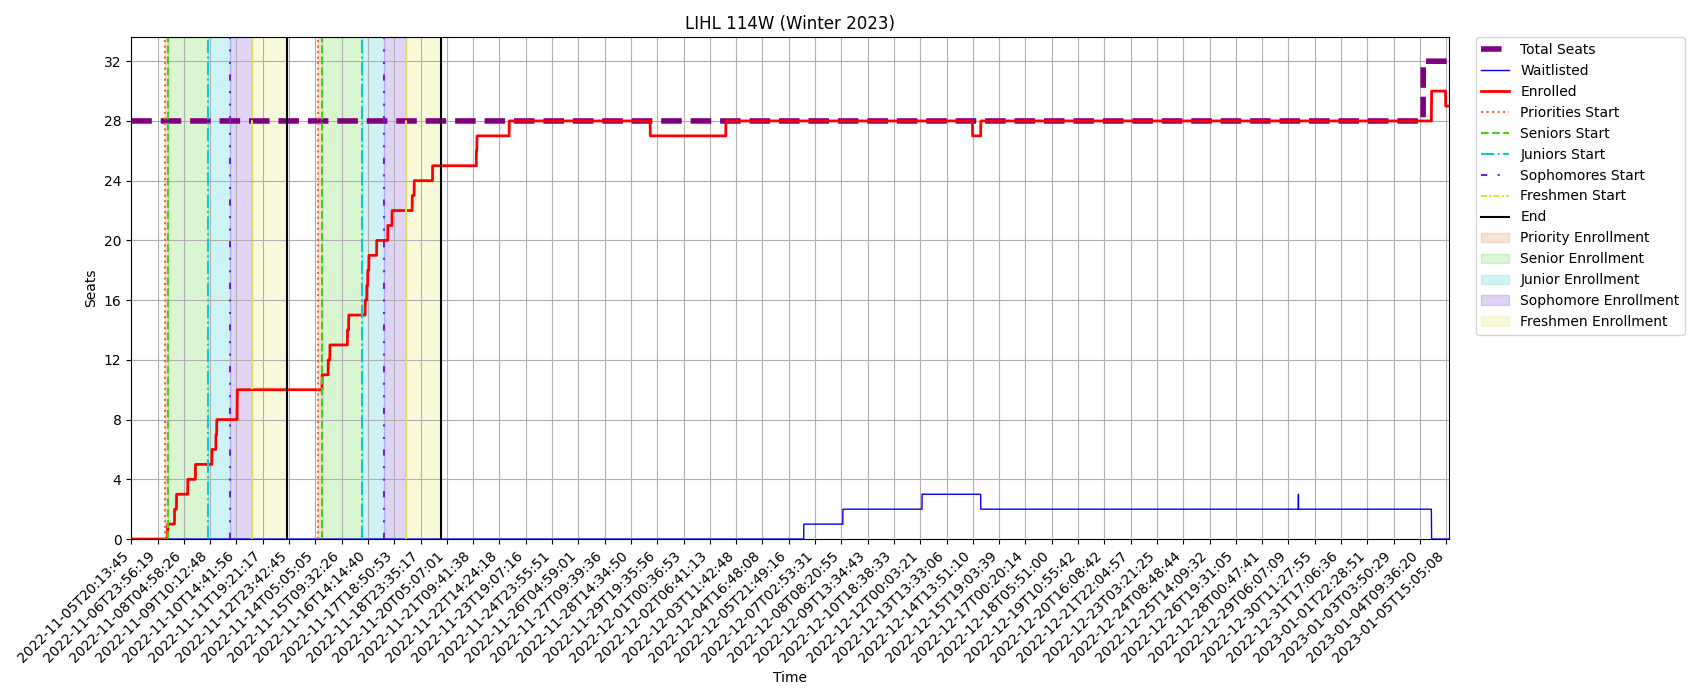 LIHL 114W (Winter 2023)
Seats
32
28
24
20
16
12
8
4
0
2022-11-05T20:13:45
2022-11-06T23:56:19
2022-11-08T04:58:26
2022-11-09T10:12:48
2022-11-10T14:41:56
2022-11-11T19:21:17
2022-11-12T23:42:45
2022-11-14T05:05:05
2022-11-15T09:32:26
2022-11-16T14:14:40
2022-11-17T18:50:53
2022-11-18T23:35:17
2022-11-20T05:07:01
2022-11-21T09:41:38
2022-11-22T14:24:18
2022-11-23T19:07:16
2022-11-24T23:55:51
2022-11-26T04:59:01
2022-11-27T09:39:36
2022-11-28T14:34:50
2022-11-29T19:35:56
2022-12-01T00:36:53
2022-12-02T06:41:13
2022-12-03T11:42:48
2022-12-04T16:48:08
2022-12-05T21:49:16
2022-12-07T02:53:31
2022-12-08T08:20:55
2022-12-09T13:34:43
2022-12-10T18:38:33
2022-12-12T00:03:21
2022-12-13T13:33:06
2022-12-14T13:51:10
2022-12-15T19:03:39
2022-12-17T00:20:14
2022-12-18T05:51:00
2022-12-19T10:55:42
2022-12-20T16:08:42
2022-12-21T22:04:57
2022-12-23T03:21:25
2022-12-24T08:48:44
2022-12-25T14:09:32
2022-12-26T19:31:05
2022-12-28T00:47:41
2022-12-29T06:07:09
2022-12-30T11:27:55
2022-12-31T17:06:36
2023-01-01T22:28:51
2023-01-03T03:50:29
2023-01-04T09:36:20
2023-01-05T15:05:08
Time
Total Seats
Waitlisted
Enrolled
Priorities Start
Seniors Start
Juniors Start
Sophomores Start
Freshmen Start
End
Priority Enrollment
Senior Enrollment
Junior Enrollment
Sophomore Enrollment
Freshmen Enrollment